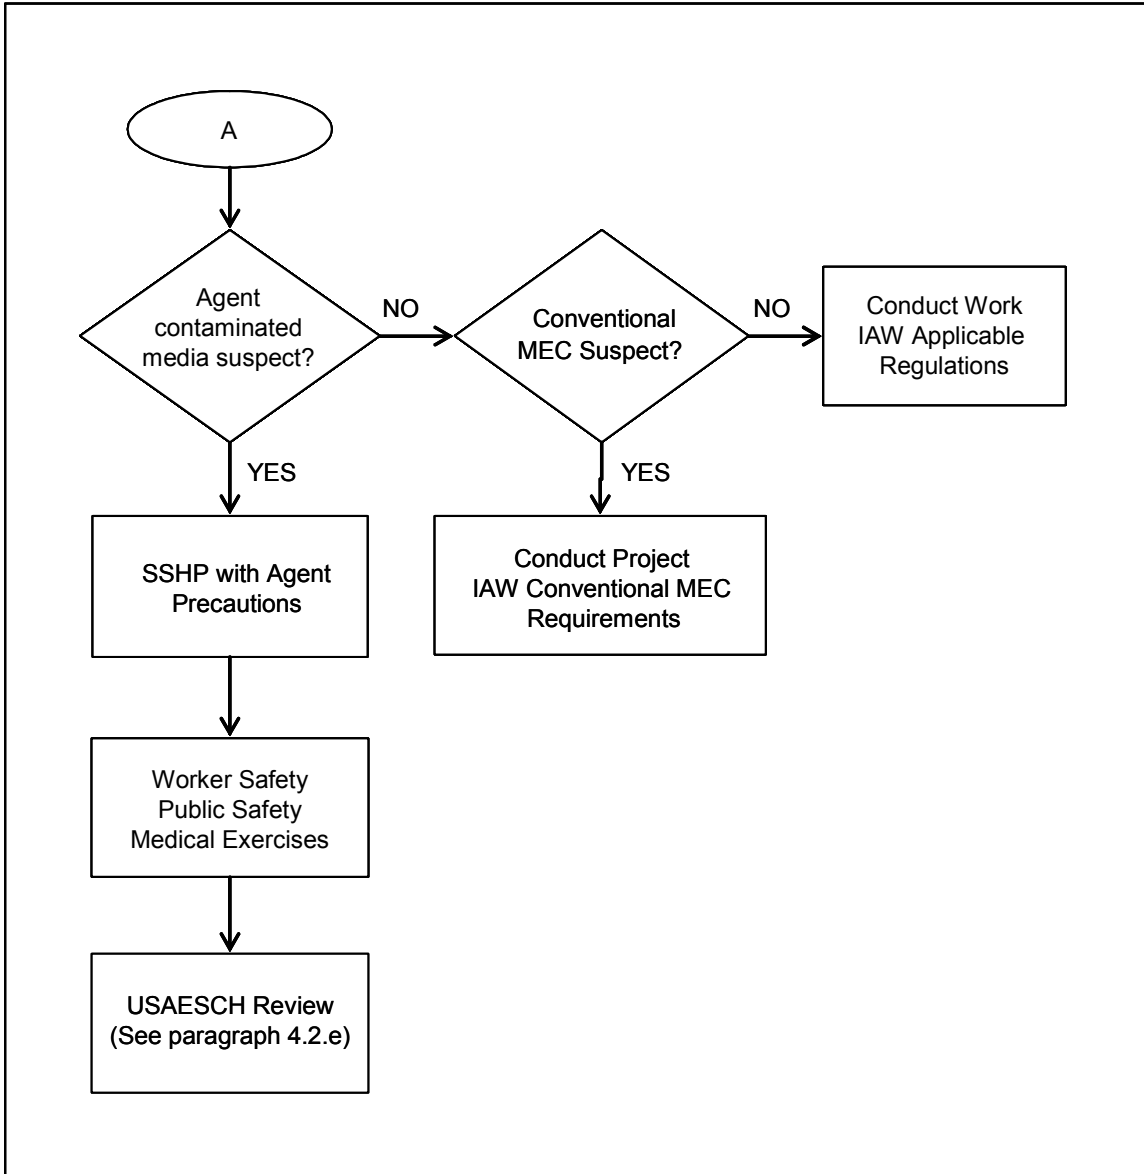 A
Agent
contaminated
media suspect?
NO
Conventional
MEC Suspect?
NO
Conduct Work
IAW Applicable
Regulations
YES
YES
SSHP with Agent
Precautions
Conduct Project
IAW Conventional MEC
Requirements
Worker Safety
Public Safety
Medical Exercises
USAESCH Review
(See paragraph 4.2.e)